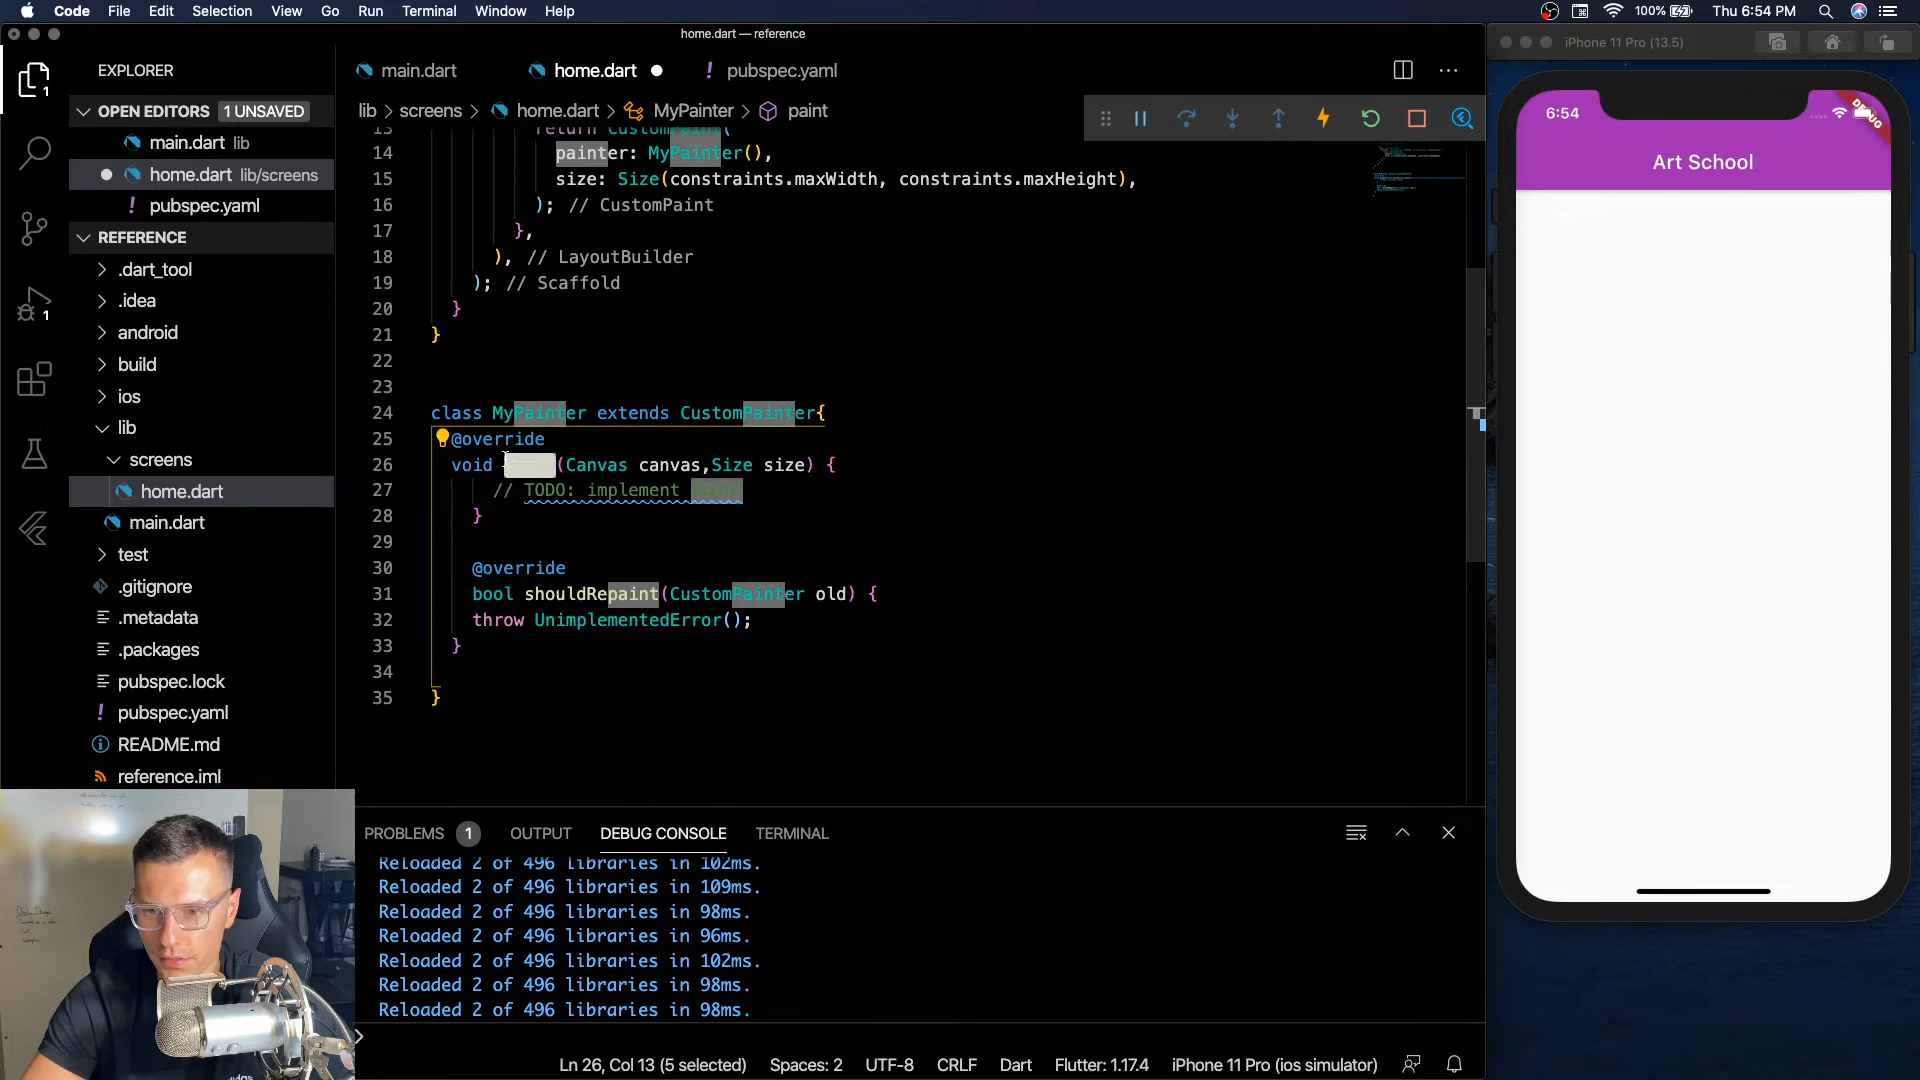 Code File Edit Selection View Go Run Terminal Window Help
100% Thu 6:54 PM
home.dart — reference
iPhone 11 Pro (13.5)
EXPLORER
main.dart home.dart ! pubspec.yaml
OPEN EDITORS 1 UNSAVED
lib > screens > home.dart > MyPainter > paint
main.dart lib
home.dart lib/screens
! pubspec.yaml
REFERENCE
.dart_tool
.idea
android
build
ios
lib
screens
home.dart
main.dart
test
.gitignore
.metadata
.packages
pubspec.lock
! pubspec.yaml
README.md
reference.iml
1
1
13 return CustomPaint(
14 painter: MyPainter(),
15 size: Size(constraints.maxWidth, constraints.maxHeight),
16 ); // CustomPaint
17 },
18 ), // LayoutBuilder
19 ); // Scaffold
20 }
21 }
22
23
24 class MyPainter extends CustomPainter{
25 @override
26 void (Canvas canvas,Size size) {
27 // TODO: implement
28 }
29
30 @override
31 bool shouldRepaint(CustomPainter old) {
32 throw UnimplementedError();
33 }
34
35 }
PROBLEMS 1 OUTPUT DEBUG CONSOLE TERMINAL
Reloaded 2 of 496 libraries in 102ms.
Reloaded 2 of 496 libraries in 109ms.
Reloaded 2 of 496 libraries in 98ms.
Reloaded 2 of 496 libraries in 96ms.
Reloaded 2 of 496 libraries in 102ms.
Reloaded 2 of 496 libraries in 98ms.
Reloaded 2 of 496 libraries in 98ms.
Ln 26, Col 13 (5 selected) Spaces: 2 UTF-8 CRLF Dart Flutter: 1.17.4 iPhone 11 Pro (ios simulator)
6:54
DEBUG
Art School